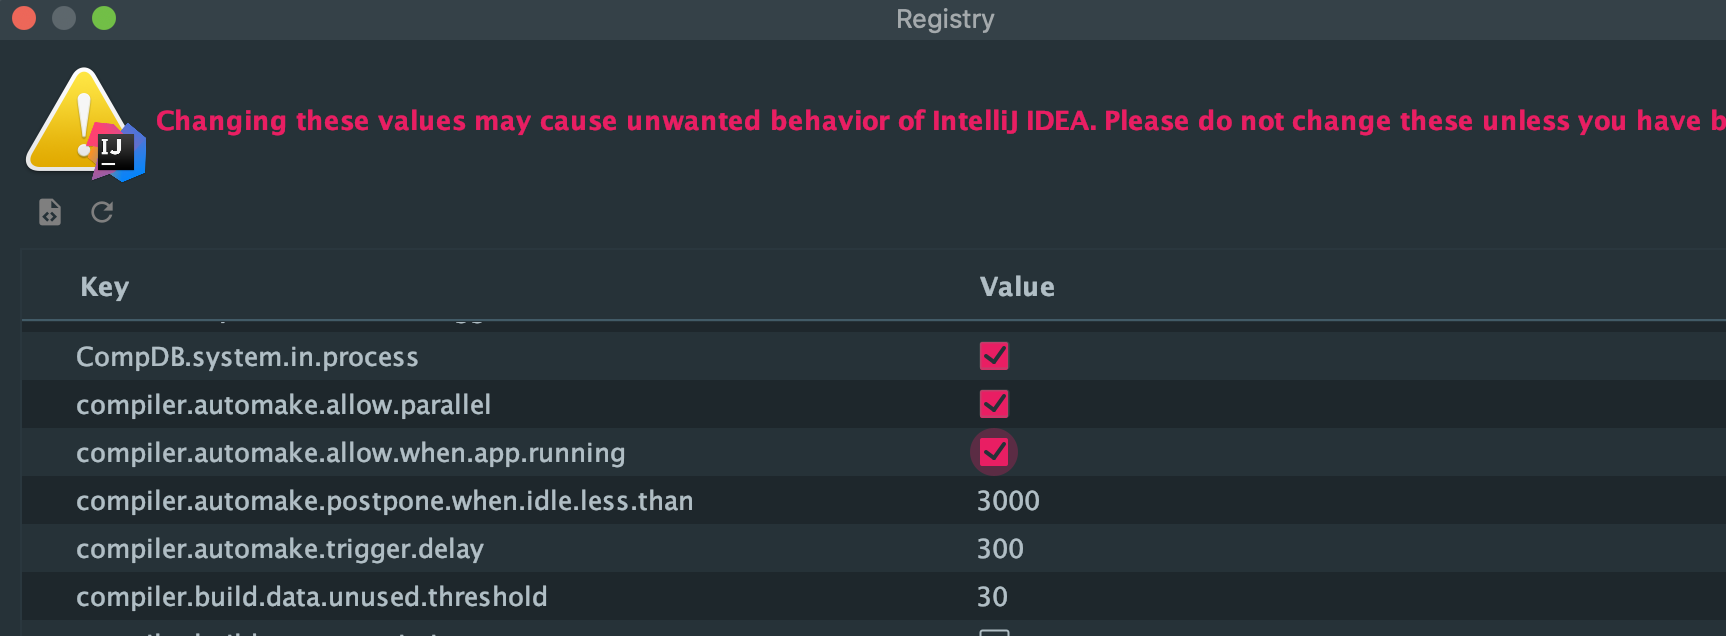 Registry
Changing these values may cause unwanted behavior of IntelliJ IDEA. Please do not change these unless you have
IJ
Key Value
CompDB.system.in.process
compiler.automake.allow.parallel
compiler.automake.allow.when.app.running
compiler.automake.postpone.when.idle.less.than 3000
compiler.automake.trigger.delay 300
compiler.build.data.unused.threshold 30